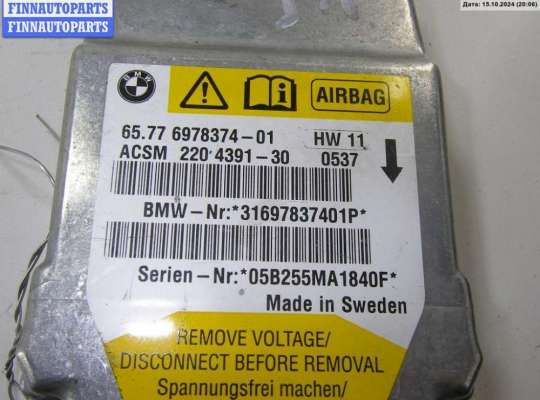 FINNAUTOPARTS
FINNAUTOPARTS
Дата: 15.10.2024 (20:06)
BMW
AIRBAG
65.77 6978374-01 HW 11
ACSM 220 4391-30 0537
BMW-Nr:*31697837401P*
Serien-Nr:*05B255MA1840F*
Made in Sweden
REMOVE VOLTAGE/
DISCONNECT BEFORE REMOVAL
Spannungsfrei machen/